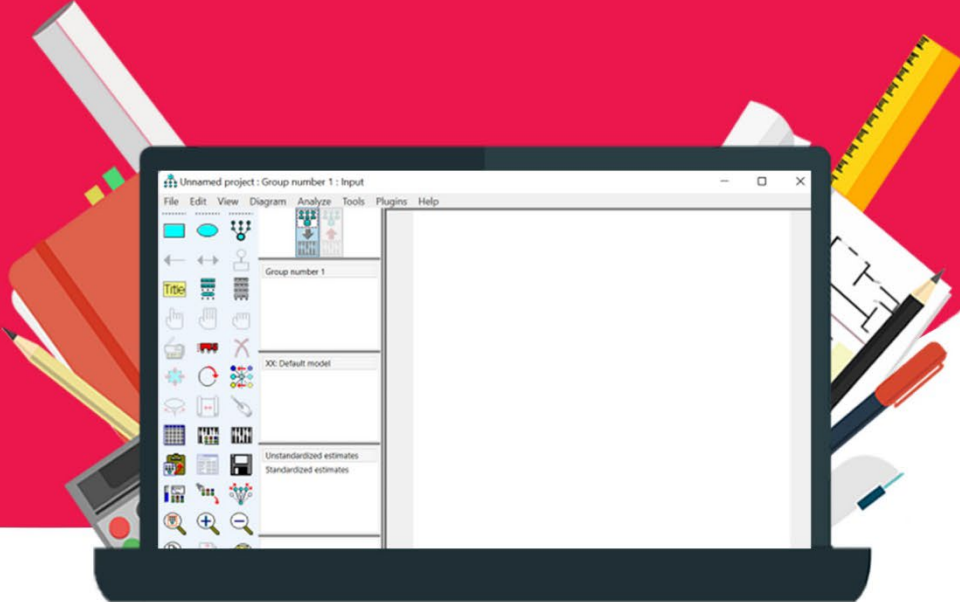 Unnamed project : Group number 1 : Input
File Edit View Diagram Analyze Tools Plugins Help
Title
Group number 1
XX: Default model
Unstandardized estimates
Standardized estimates